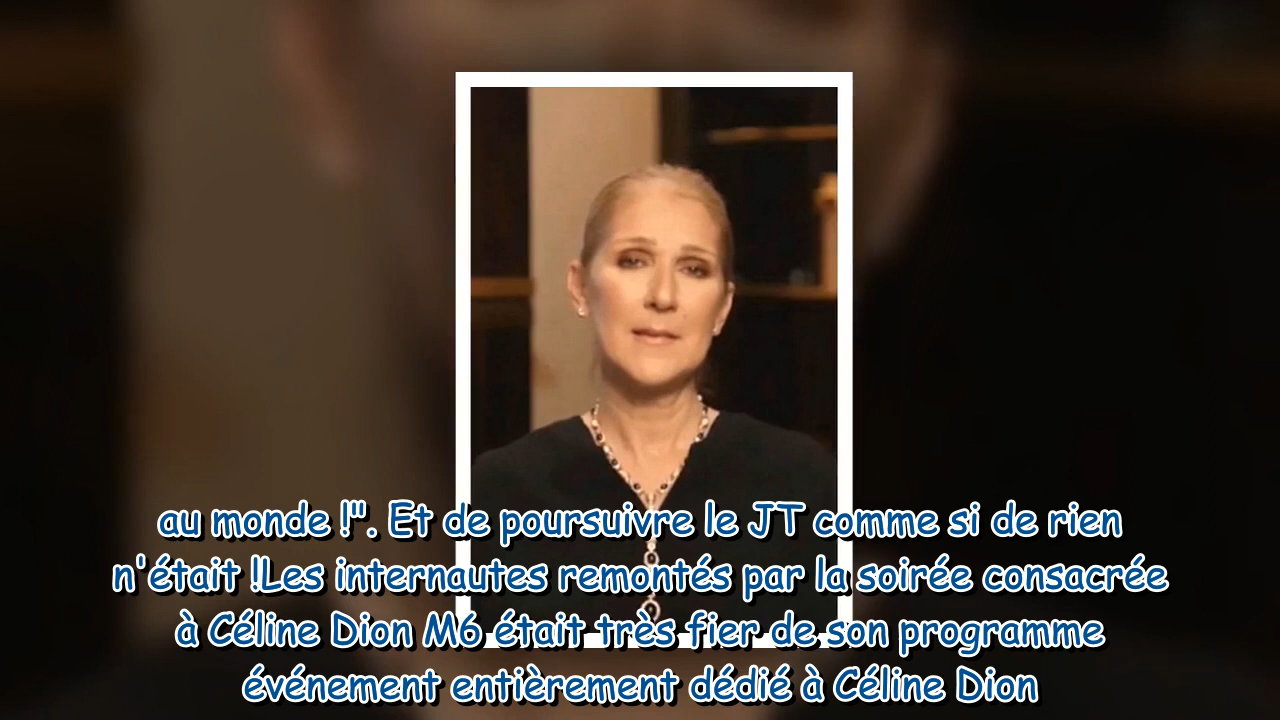 au monde !". Et de poursuivre le JT comme si de rien
n'était !Les internautes remontés par la soirée consacrée
à Céline Dion M6 était très fier de son programme
événement entièrement dédié à Céline Dion